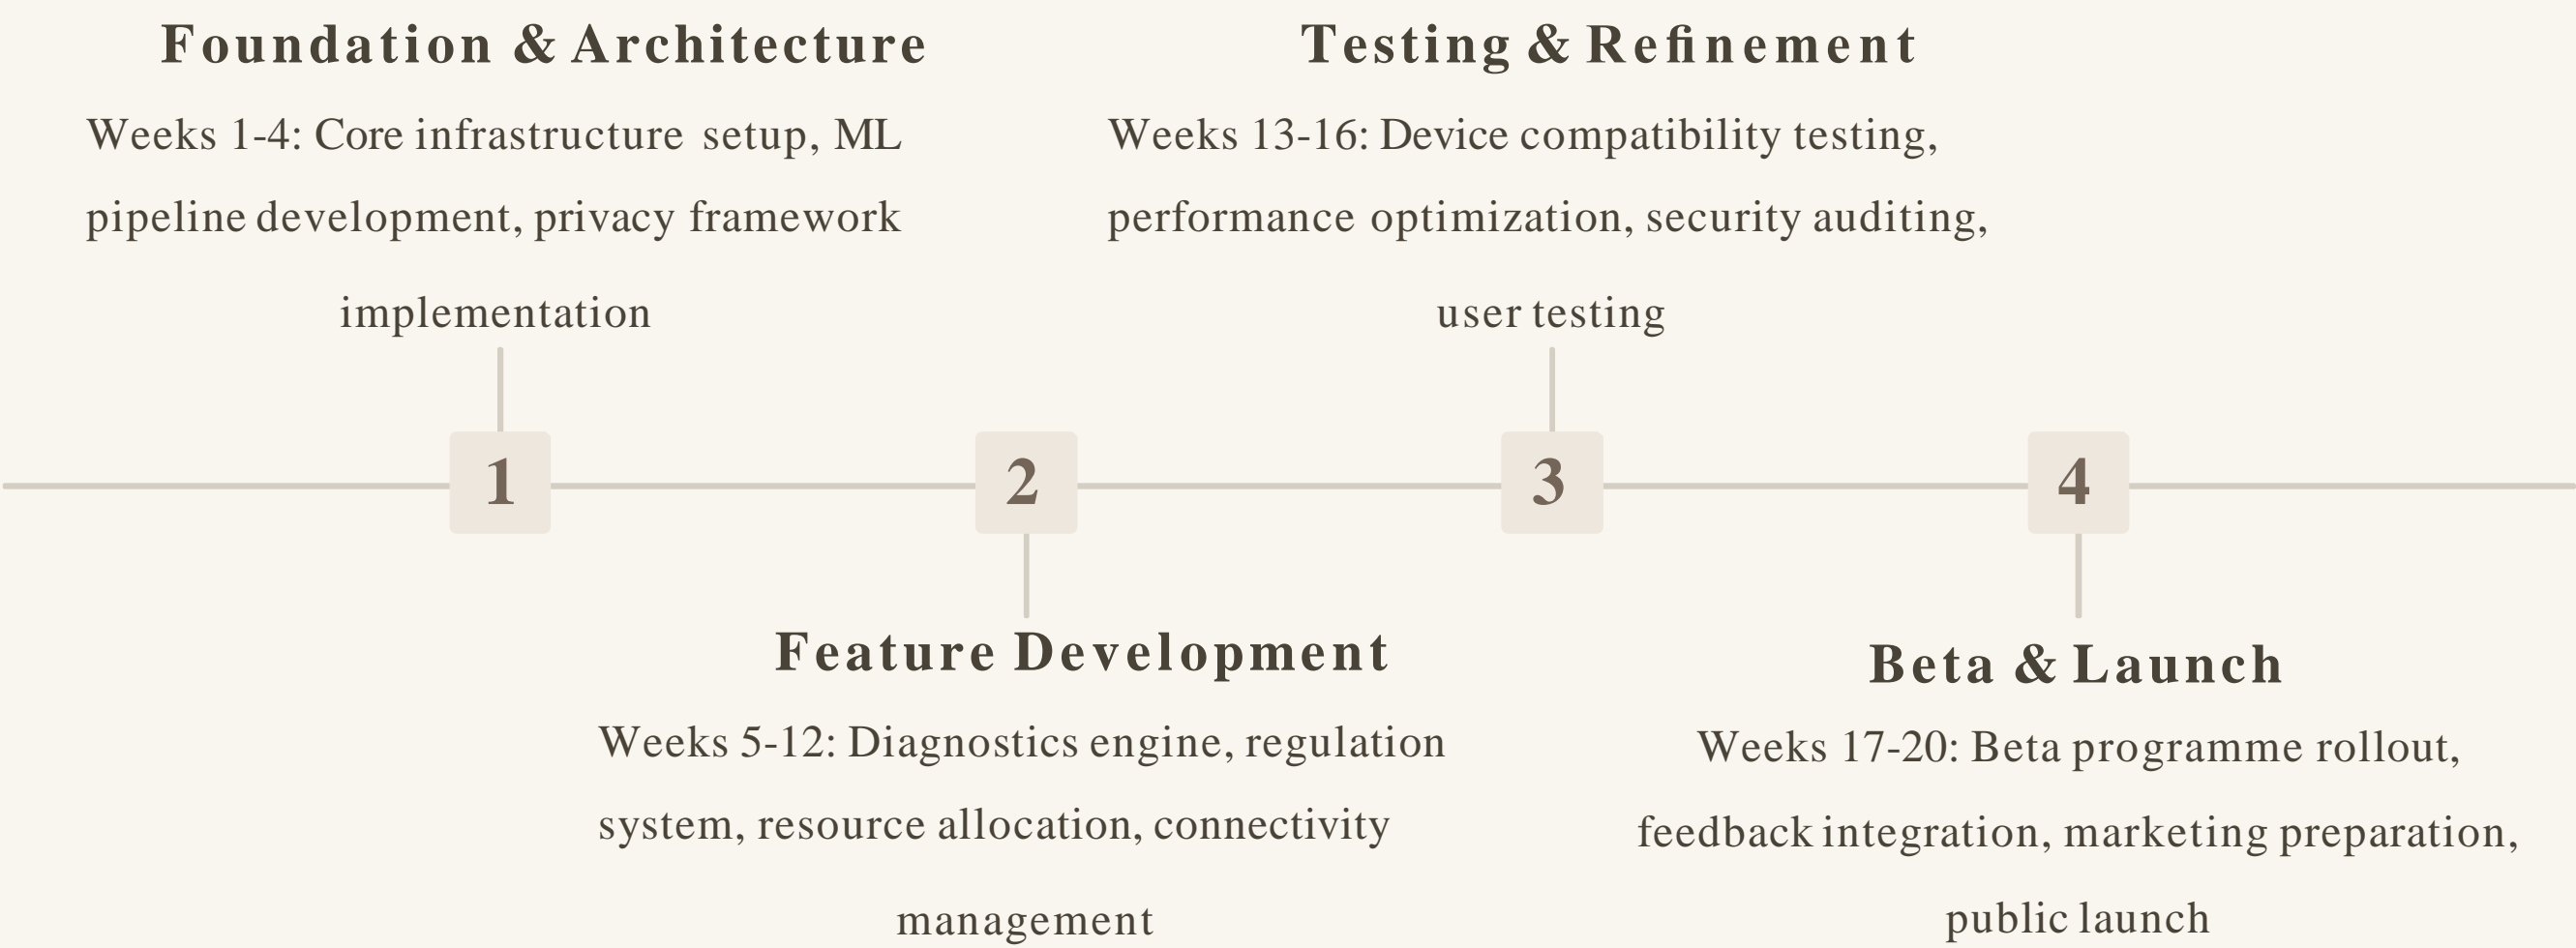 Foundation & Architecture
Weeks 1-4: Core infrastructure setup, ML
pipeline development, privacy framework
implementation
Testing & Refinement
Weeks 13-16: Device compatibility testing,
performance optimization, security auditing,
user testing
1
2
3
4
Feature Development
Weeks 5-12: Diagnostics engine, regulation
system, resource allocation, connectivity
management
Beta & Launch
Weeks 17-20: Beta programme rollout,
feedback integration, marketing preparation,
public launch